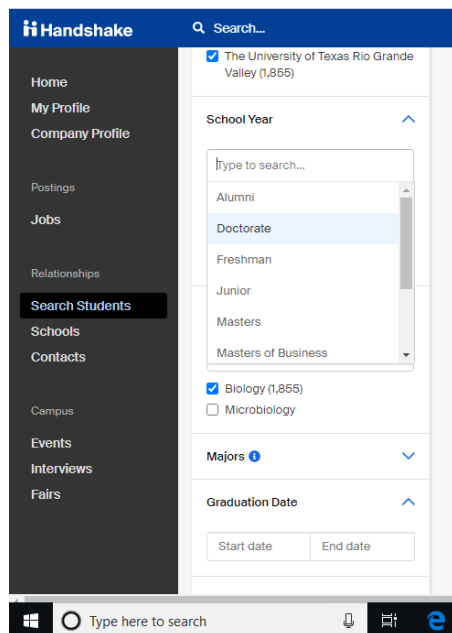 Handshake
Search...
Home
My Profile
Company Profile
Postings
Jobs
Relationships
Search Students
Schools
Contacts
Campus
Events
Interviews
Fairs
The University of Texas Rio Grande
Valley (1,855)
School Year
Type to search...
Alumni
Doctorate
Freshman
Junior
Masters
Masters of Business
Biology (1,855)
Microbiology
Majors
Graduation Date
Start date End date
Type here to search